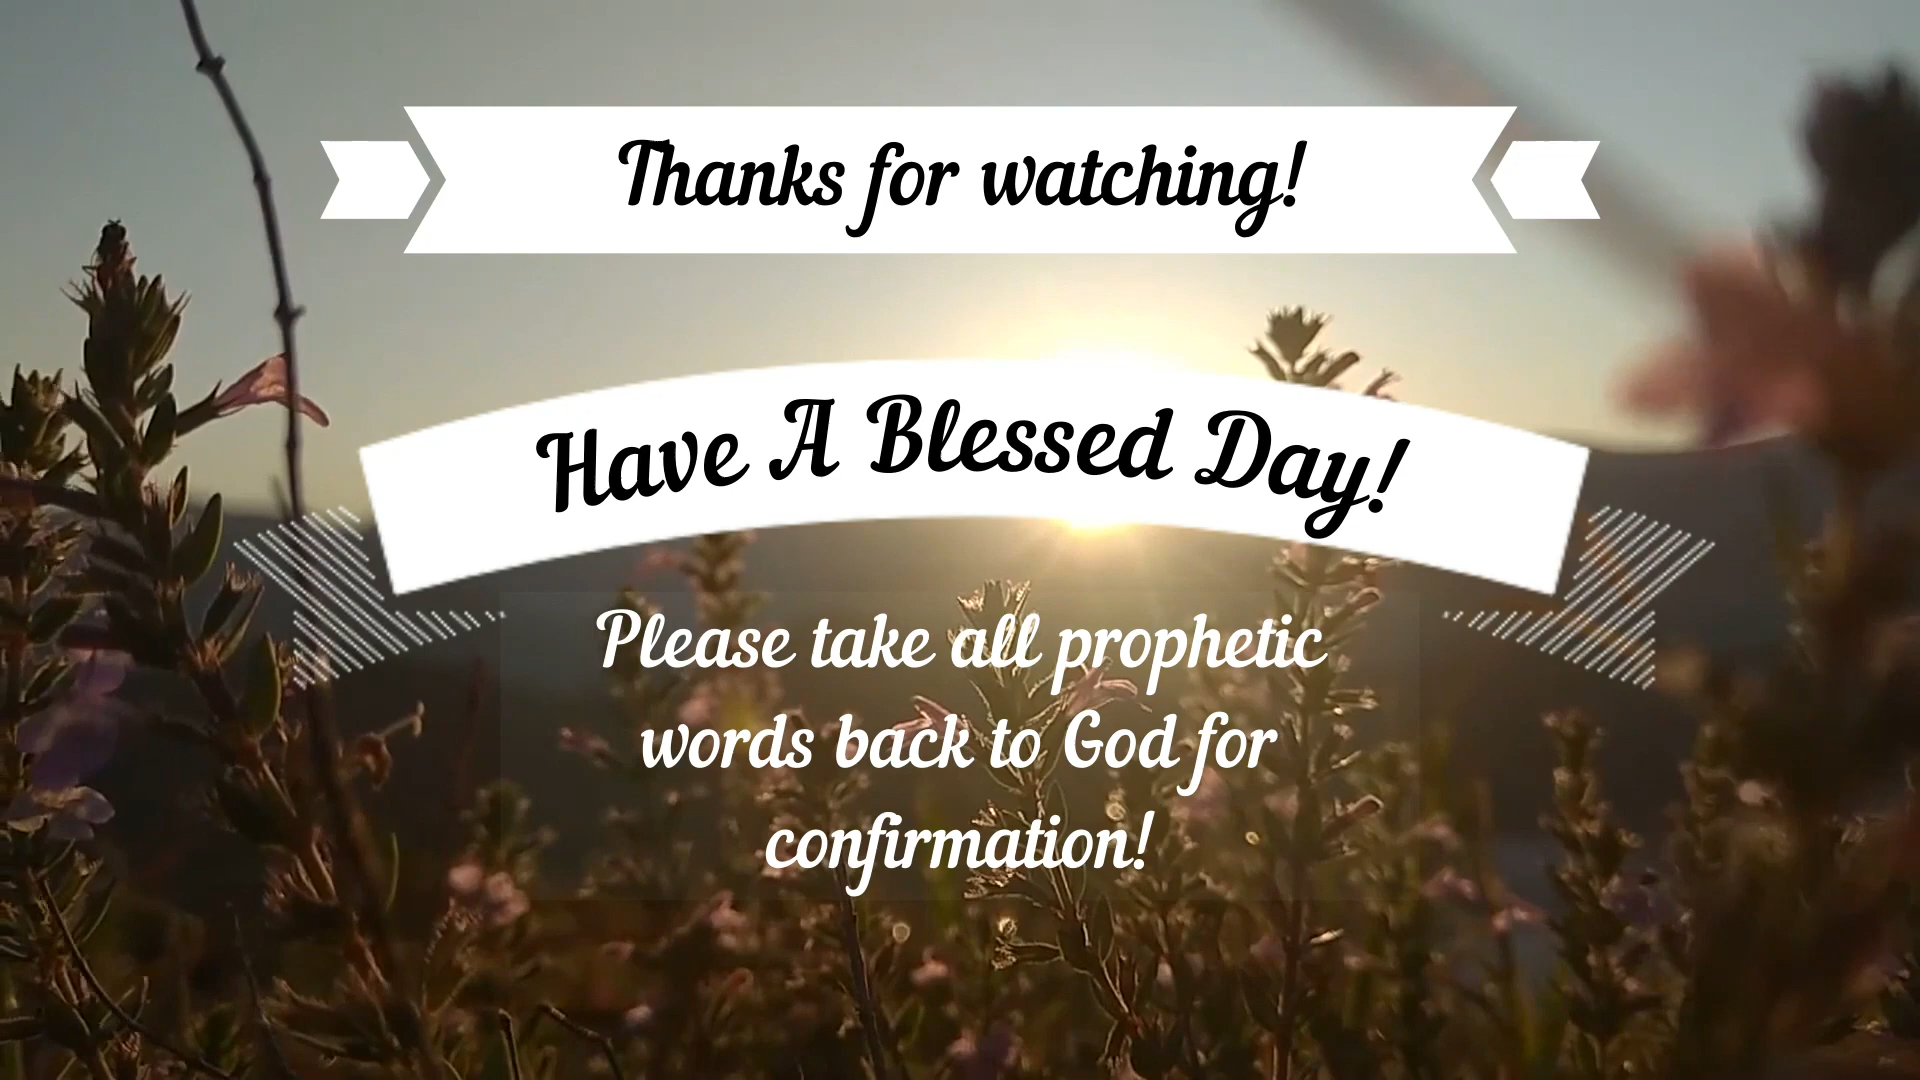 Thanks for watching!
Have A Blessed Day!
Please take all prophetic
words back to God for
confirmation!